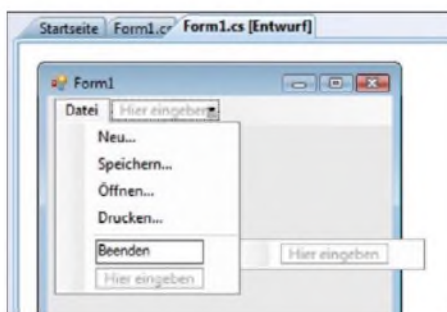 Startseite Form1.cs Form1.cs [Entwurf]
Form1
Datei Hier eingeben
Neu...
Speichern...
Öffnen...
Drucken...
Beenden Hier eingeben
Hier eingeben